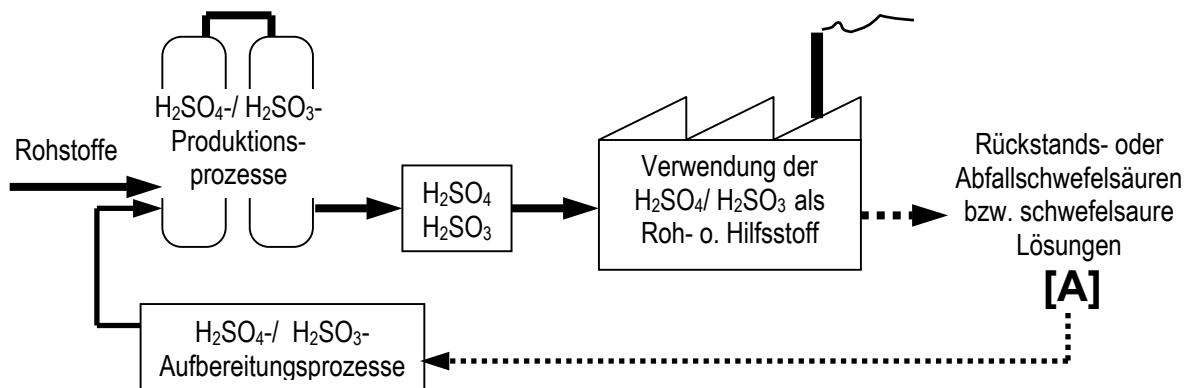 H₂SO₄-/ H₂SO₃-
Produktions-
prozesse
Rohstoffe
H₂SO₄
H₂SO₃
Verwendung der
H₂SO₄/ H₂SO₃ als
Roh- o. Hilfsstoff
Rückstands- oder
Abfallschwefelsäuren
bzw. schwefelsaure
Lösungen
[A]
H₂SO₄-/ H₂SO₃-
Aufbereitungsprozesse